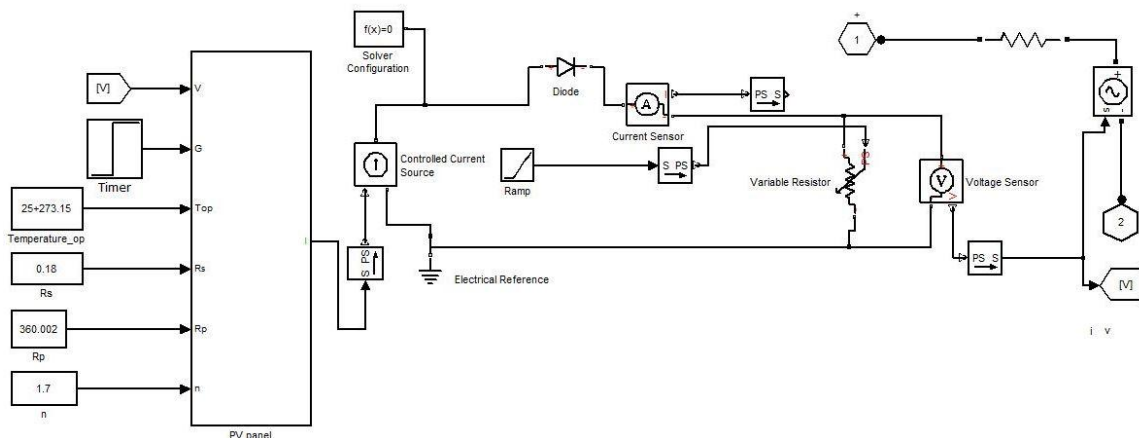 f(x)=0
Solver
Configuration
+
1
[V]
V
Diode
PS S
A
Current Sensor
+
s
-
G
Timer
Controlled Current
Source
Ramp
S PS
PS
Variable Resistor
V
Voltage Sensor
V
25+273.15
Top
Temperature_op
2
I
S PS
PS S
0.18
Rs
Rs
Electrical Reference
[V]
360.002
Rp
Rp
i v
1.7
n
n
PV panel